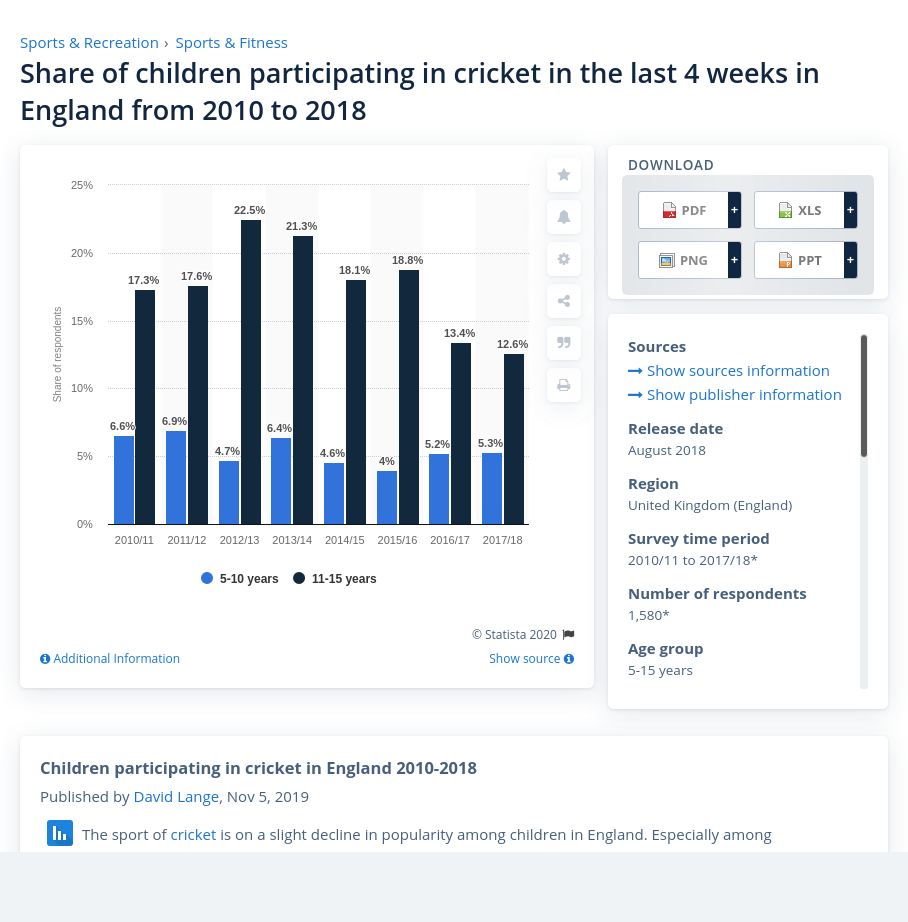 Sports & Recreation › Sports & Fitness
Share of children participating in cricket in the last 4 weeks in
England from 2010 to 2018
25%
20%
15%
10%
5%
0%
Share of respondents
6.6%
17.3%
6.9%
17.6%
4.7%
22.5%
6.4%
21.3%
4.6%
18.1%
4%
18.8%
5.2%
13.4%
5.3%
12.6%
2010/11 2011/12 2012/13 2013/14 2014/15 2015/16 2016/17 2017/18
5-10 years 11-15 years
© Statista 2020
Additional Information Show source
DOWNLOAD
PDF + XLS +
PNG + PPT +
Sources
Show sources information
Show publisher information
Release date
August 2018
Region
United Kingdom (England)
Survey time period
2010/11 to 2017/18*
Number of respondents
1,580*
Age group
5-15 years
Children participating in cricket in England 2010-2018
Published by David Lange, Nov 5, 2019
The sport of cricket is on a slight decline in popularity among children in England. Especially among